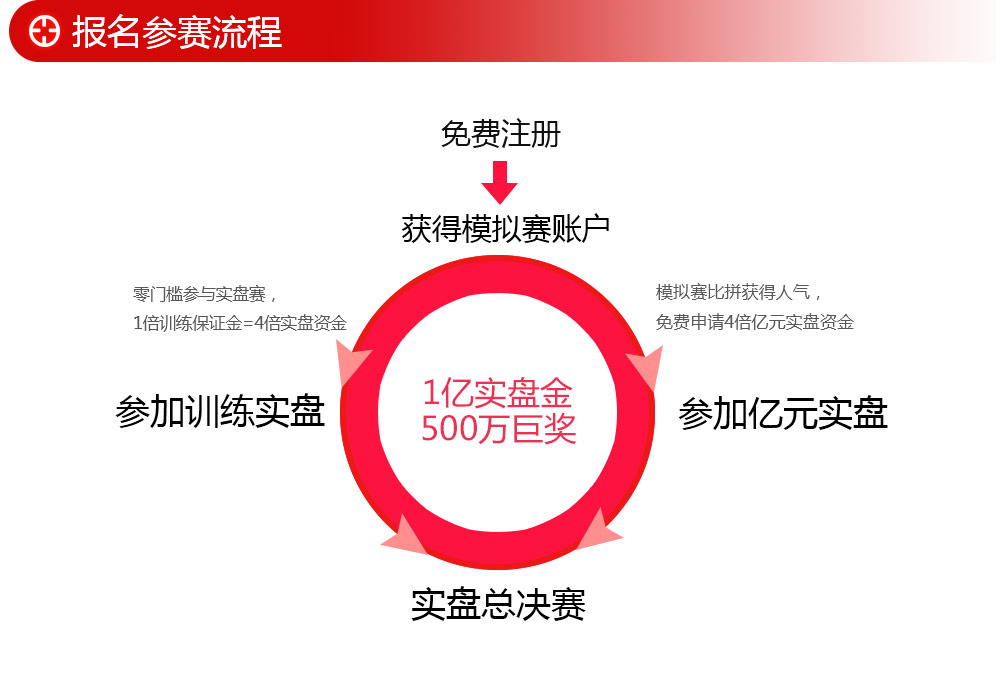 报名参赛流程
免费注册
获得模拟赛账户
零门槛参与实盘赛，
1倍训练保证金=4倍实盘资金
模拟赛比拼获得人气，
免费申请4倍亿元实盘资金
参加训练实盘
1亿实盘金
500万巨奖
参加亿元实盘
实盘总决赛